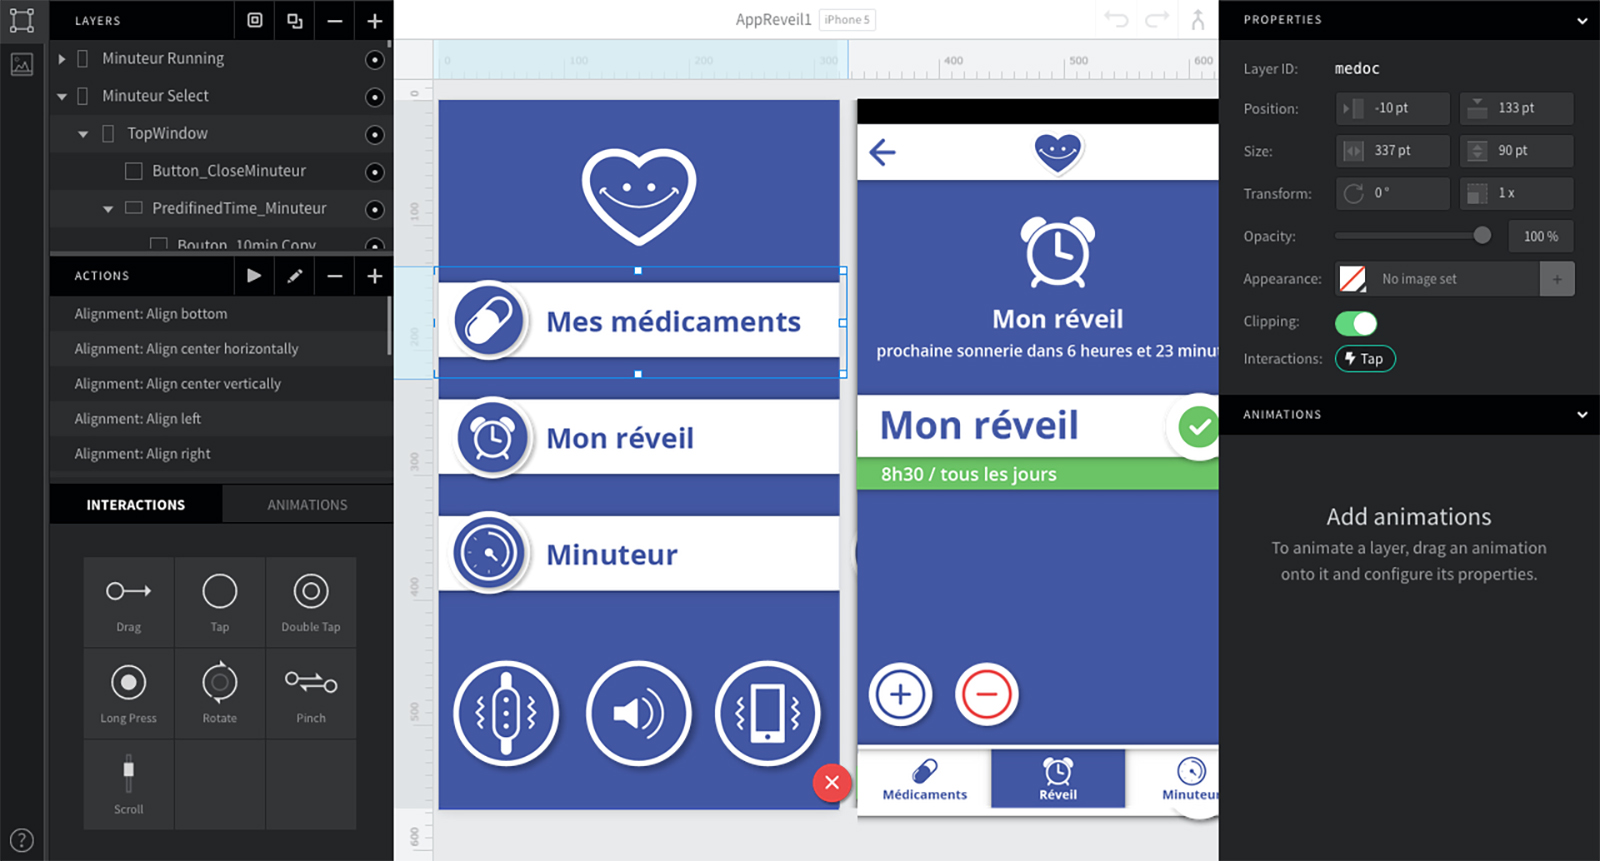 LAYERS
Minuteur Running
Minuteur Select
TopWindow
Button_CloseMinuteur
PredifinedTime_Minuteur
Bouton_10min Copy
ACTIONS
Alignment: Align bottom
Alignment: Align center horizontally
Alignment: Align center vertically
Alignment: Align left
Alignment: Align right
INTERACTIONS
ANIMATIONS
Drag
Tap
Double Tap
Long Press
Rotate
Pinch
Scroll
?
AppReveil1
iPhone 5
0
100
200
300
400
500
600
0
100
200
300
400
500
600
Mes médicaments
Mon réveil
Minuteur
Mon réveil
prochaine sonnerie dans 6 heures et 23 minut
Mon réveil
8h30 / tous les jours
Médicaments
Réveil
Minuteur
PROPERTIES
Layer ID: medoc
Position: -10 pt 133 pt
Size: 337 pt 90 pt
Transform: 0° 1 x
Opacity: 100 %
Appearance: No image set +
Clipping:
Interactions: Tap
ANIMATIONS
Add animations
To animate a layer, drag an animation
onto it and configure its properties.